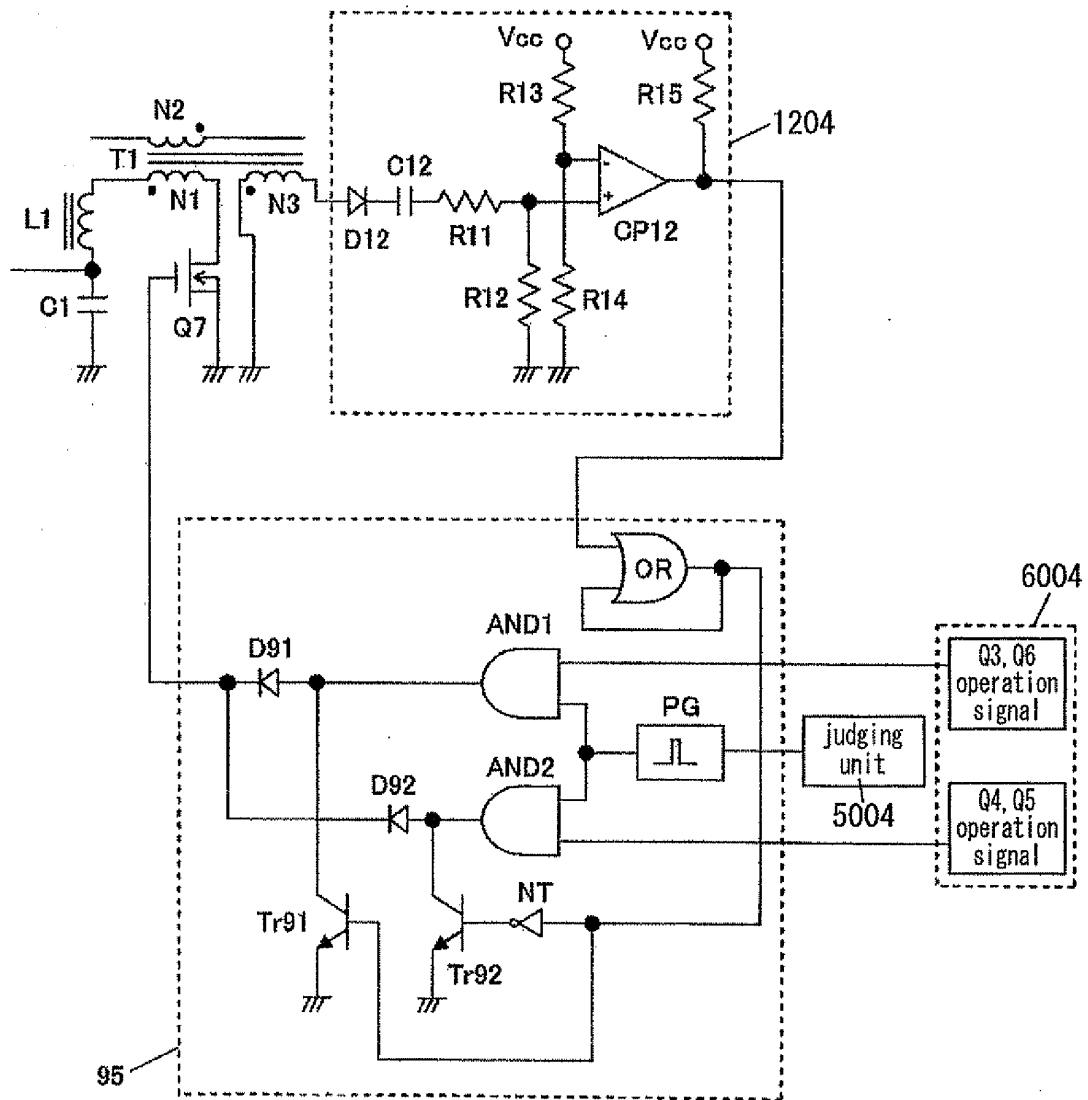 Vcc
Vcc
R13
R15
1204
N2
T1
C12
N1
N3
L1
D12
R11
CP12
C1
R12
R14
Q7
OR
6004
AND1
D91
Q3, Q6
operation
signal
PG
judging
unit
5004
AND2
D92
Q4, Q5
operation
signal
NT
Tr91
Tr92
95